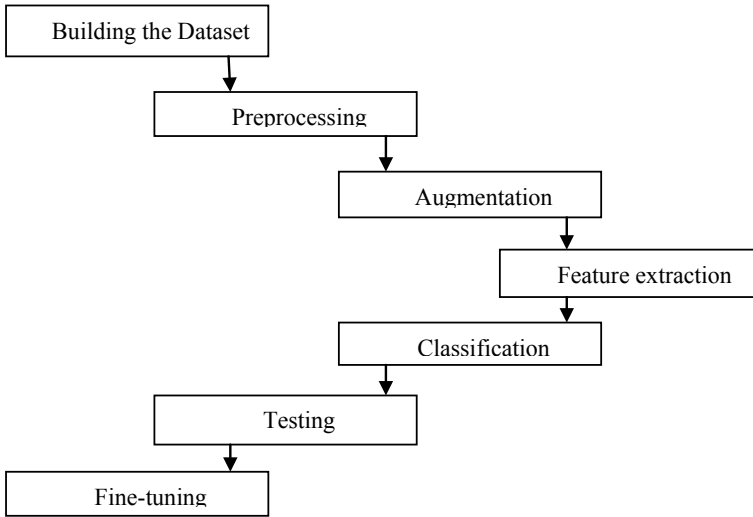 Building the Dataset
Preprocessing
Augmentation
Feature extraction
Classification
Testing
Fine-tuning